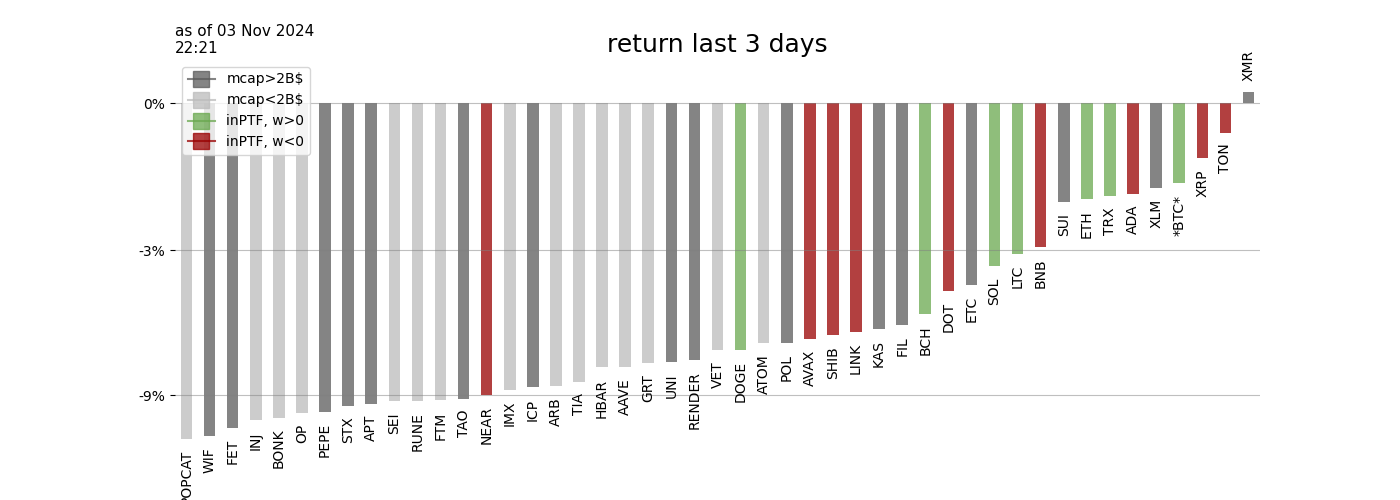 as of 03 Nov 2024
22:21
return last 3 days
mcap>2B$
mcap<2B$
inPTF, w>0
inPTF, w<0
0%
-3%
-9%
POPCAT
WIF
FET
INJ
BONK
OP
PEPE
STX
APT
SEI
RUNE
FTM
TAO
NEAR
IMX
ICP
ARB
TIA
HBAR
AAVE
GRT
UNI
RENDER
VET
DOGE
ATOM
POL
AVAX
SHIB
LINK
KAS
FIL
BCH
DOT
ETC
SOL
LTC
BNB
SUI
ETH
TRX
ADA
XLM
*BTC*
XRP
TON
XMR